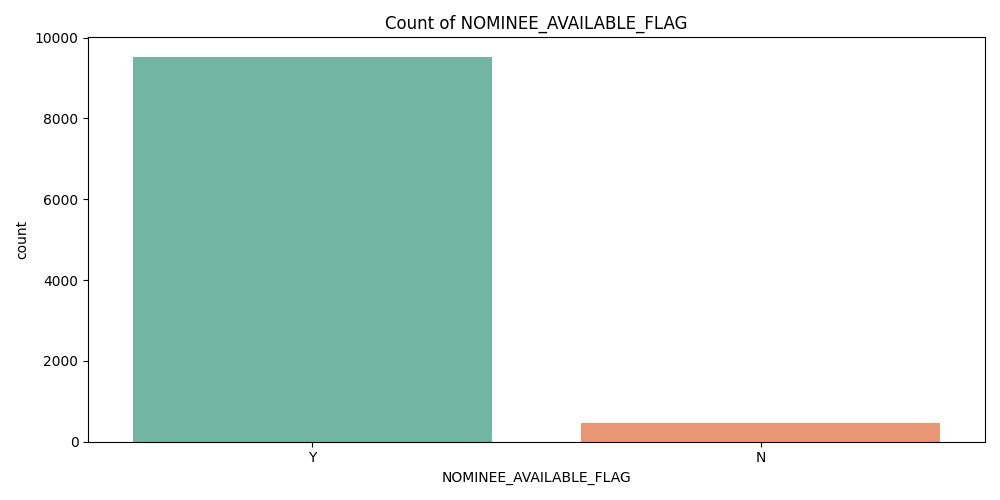 Count of NOMINEE_AVAILABLE_FLAG
10000
8000
6000
4000
2000
0
count
Y
N
NOMINEE_AVAILABLE_FLAG